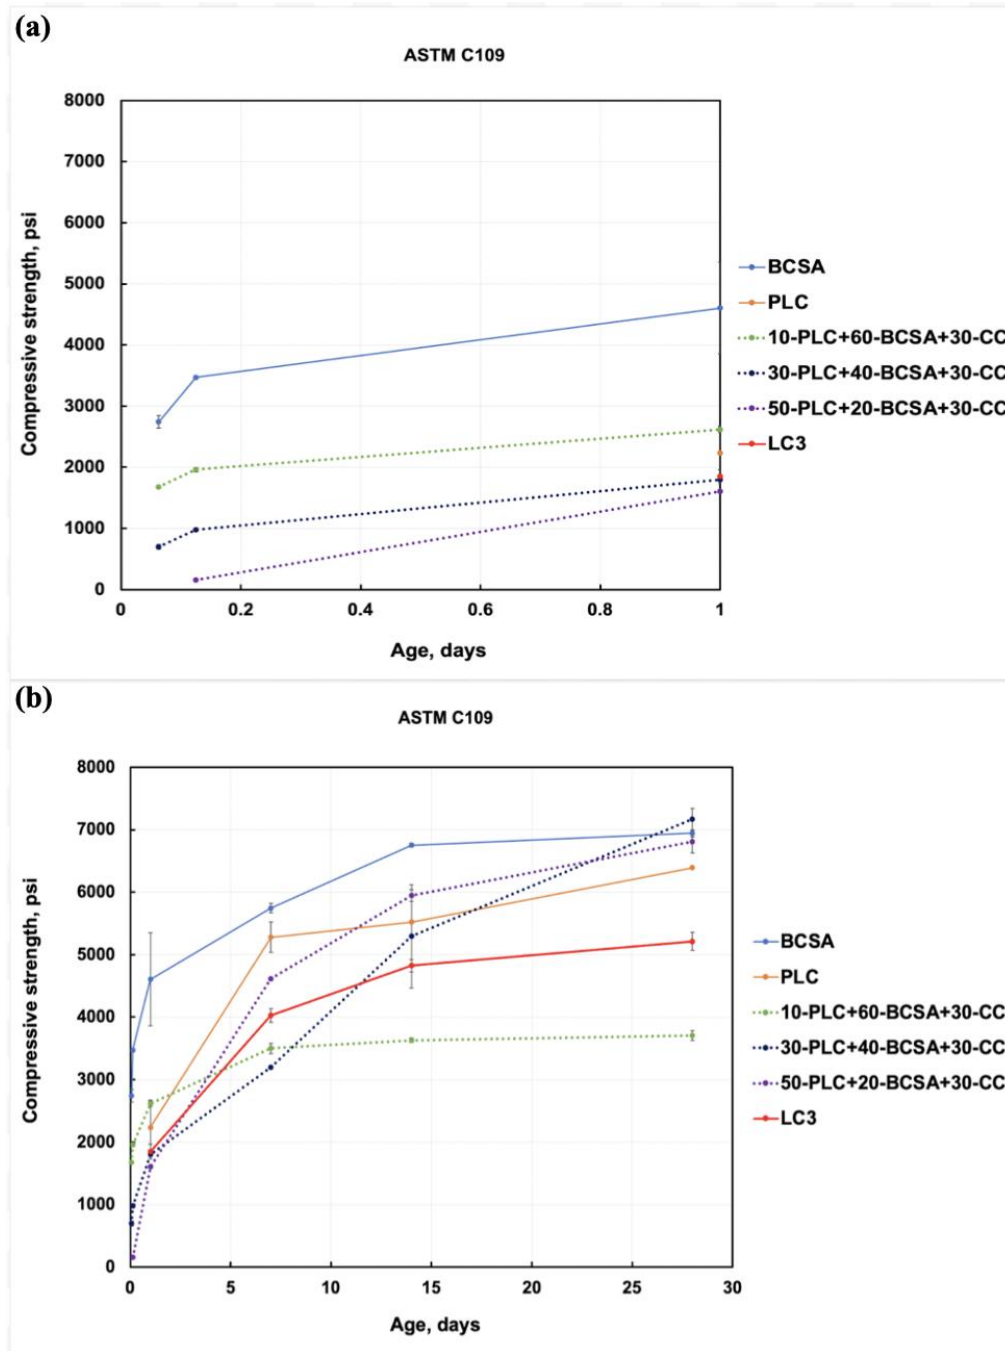 (a)
ASTM C109
Compressive strength, psi
8000
7000
6000
5000
4000
3000
2000
1000
0
0 0.2 0.4 0.6 0.8 1
Age, days
BCSA
PLC
10-PLC+60-BCSA+30-CC
30-PLC+40-BCSA+30-CC
50-PLC+20-BCSA+30-CC
LC3
(b)
ASTM C109
Compressive strength, psi
8000
7000
6000
5000
4000
3000
2000
1000
0
0 5 10 15 20 25 30
Age, days
BCSA
PLC
10-PLC+60-BCSA+30-CC
30-PLC+40-BCSA+30-CC
50-PLC+20-BCSA+30-CC
LC3